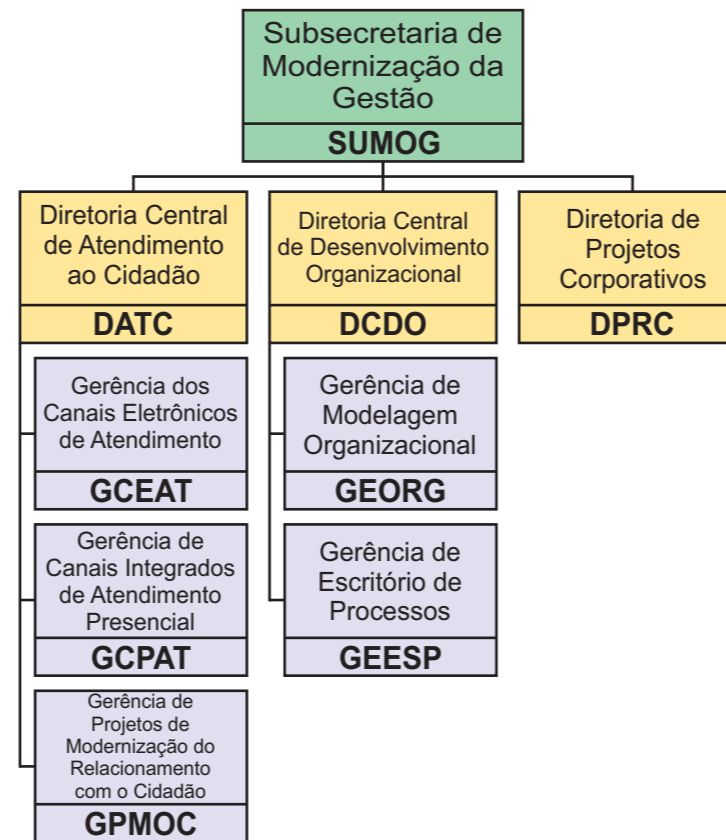 Subsecretaria de
Modernização da
Gestão
SUMOG
Diretoria Central
de Atendimento
ao Cidadão
DATC
Gerência dos
Canais Eletrônicos
de Atendimento
GCEAT
Gerência de
Canais Integrados
de Atendimento
Presencial
GCPAT
Gerência de
Projetos de
Modernização do
Relacionamento
com o Cidadão
GPMOC
Diretoria Central
de Desenvolvimento
Organizacional
DCDO
Gerência de
Modelagem
Organizacional
GEORG
Gerência de
Escritório de
Processos
GEESP
Diretoria de
Projetos
Corporativos
DPRC